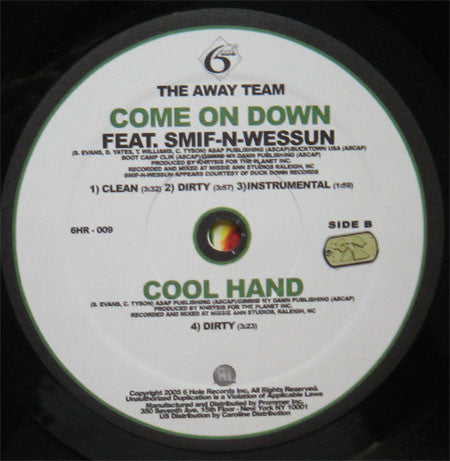 6
THE AWAY TEAM
COME ON DOWN
FEAT. SMIF-N-WESSUN
(S. EVANS, D. YATES, T. WILLIAMS, C. TYSON) ASAP PUBLISHING (ASCAP)/BUCKTOWN USA (ASCAP)
BOOT CAMP CLIK (ASCAP)/GIMMIE MY DAMN PUBLISHING (ASCAP)
PRODUCED BY KHRYSIS FOR THE PLANET INC.
RECORDED AND MIXED AT MISSIE ANN STUDIOS RALEIGH, NC
SMIF-N-WESSUN APPEARS COURTESY OF DUCK DOWN RECORDS
1) CLEAN (3:32) 2) DIRTY (3:57) 3)INSTRUMENTAL (1:59)
6HR - 009
SIDE B
COOL HAND
(S. EVANS, C. TYSON) ASAP PUBLISHING (ASCAP)/GIMMIE MY DAMN PUBLISHING (ASCAP)
PRODUCED BY KHRYSIS FOR THE PLANET INC.
RECORDED AND MIXED AT MISSIE ANN STUDIOS, RALEIGH, NC
4) DIRTY (3:23)
Copyright 2005 6 Hole Records Inc. All Rights Reserved.
Unauthorized Duplication is a Violation of Applicable Laws
Manufactured and Distributed by Prommer Inc.
350 Seventh Ave. 15th Floor - New York NY 10001
US Distribution by Caroline Distribution